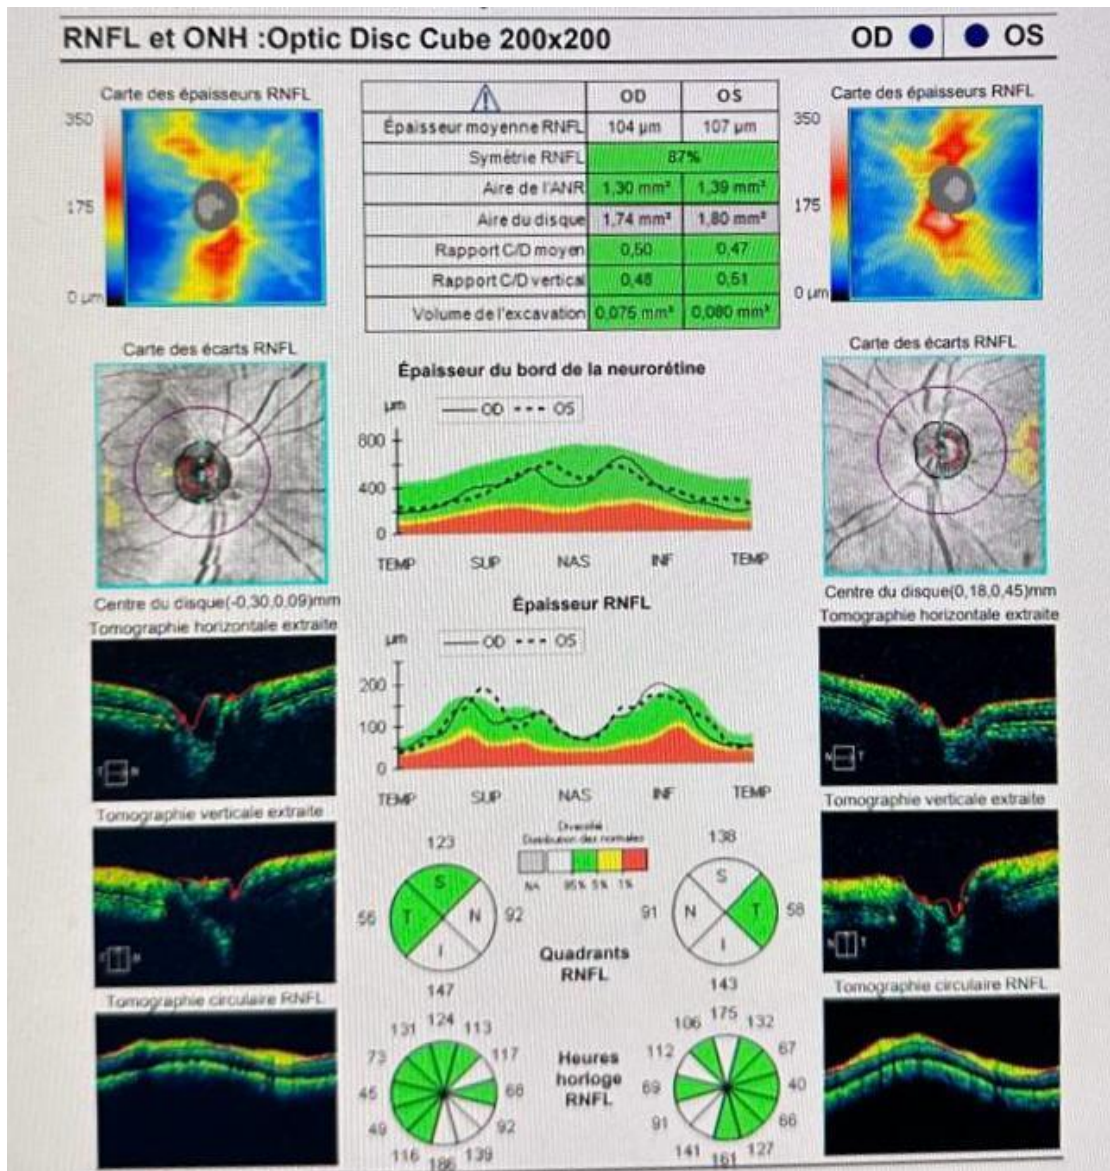 RNFL et ONH :Optic Disc Cube 200x200 OD OS
Carte des épaisseurs RNFL
350
175
0 µm
OD OS
Épaisseur moyenne RNFL 104 µm 107 µm
Symétrie RNFL 87%
Aire de l'ANR 1,30 mm² 1,39 mm²
Aire du disque 1,74 mm² 1,80 mm²
Rapport C/D moyen 0,50 0,47
Rapport C/D vertical 0,48 0,51
Volume de l'excavation 0,075 mm³ 0,080 mm³
Carte des épaisseurs RNFL
350
175
0 µm
Carte des écarts RNFL
Centre du disque(-0,30,0,09)mm
Épaisseur du bord de la neurorétine
µm OD OS
800
400
0
TEMP SUP NAS INF TEMP
Carte des écarts RNFL
Centre du disque(0,18,0,45)mm
Tomographie horizontale extraite
T N
Épaisseur RNFL
µm OD OS
200
100
0
TEMP SUP NAS INF TEMP
Tomographie horizontale extraite
N T
Tomographie verticale extraite
Distribution des normales
NA 95% 5% 1%
123
S
56 T N 92
I
147
Quadrants
RNFL
138
S
91 N T 58
I
143
Tomographie verticale extraite
N T
Tomographie circulaire RNFL
131 124 113
73 117
45 66
49 92
116 186 139
Heures
horloge
RNFL
106 175 132
112 67
69 40
91 66
141 161 127
Tomographie circulaire RNFL